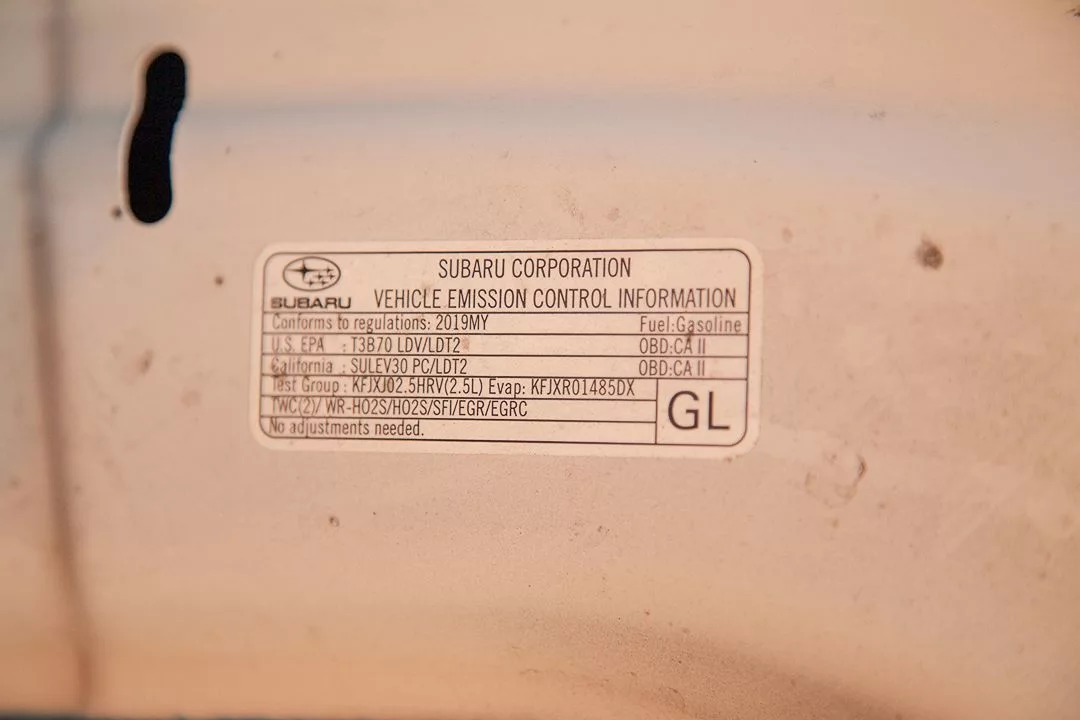 SUBARU CORPORATION
SUBARU VEHICLE EMISSION CONTROL INFORMATION
Conforms to regulations: 2019MY Fuel:Gasoline
U.S. EPA : T3B70 LDV/LDT2 OBD:CA II
California : SULEV30 PC/LDT2 OBD:CA II
Test Group : KFJXJ02.5HRV(2.5L) Evap: KFJXR01485DX
TWC(2)/ WR-HO2S/HO2S/SFI/EGR/EGRC
GL
No adjustments needed.